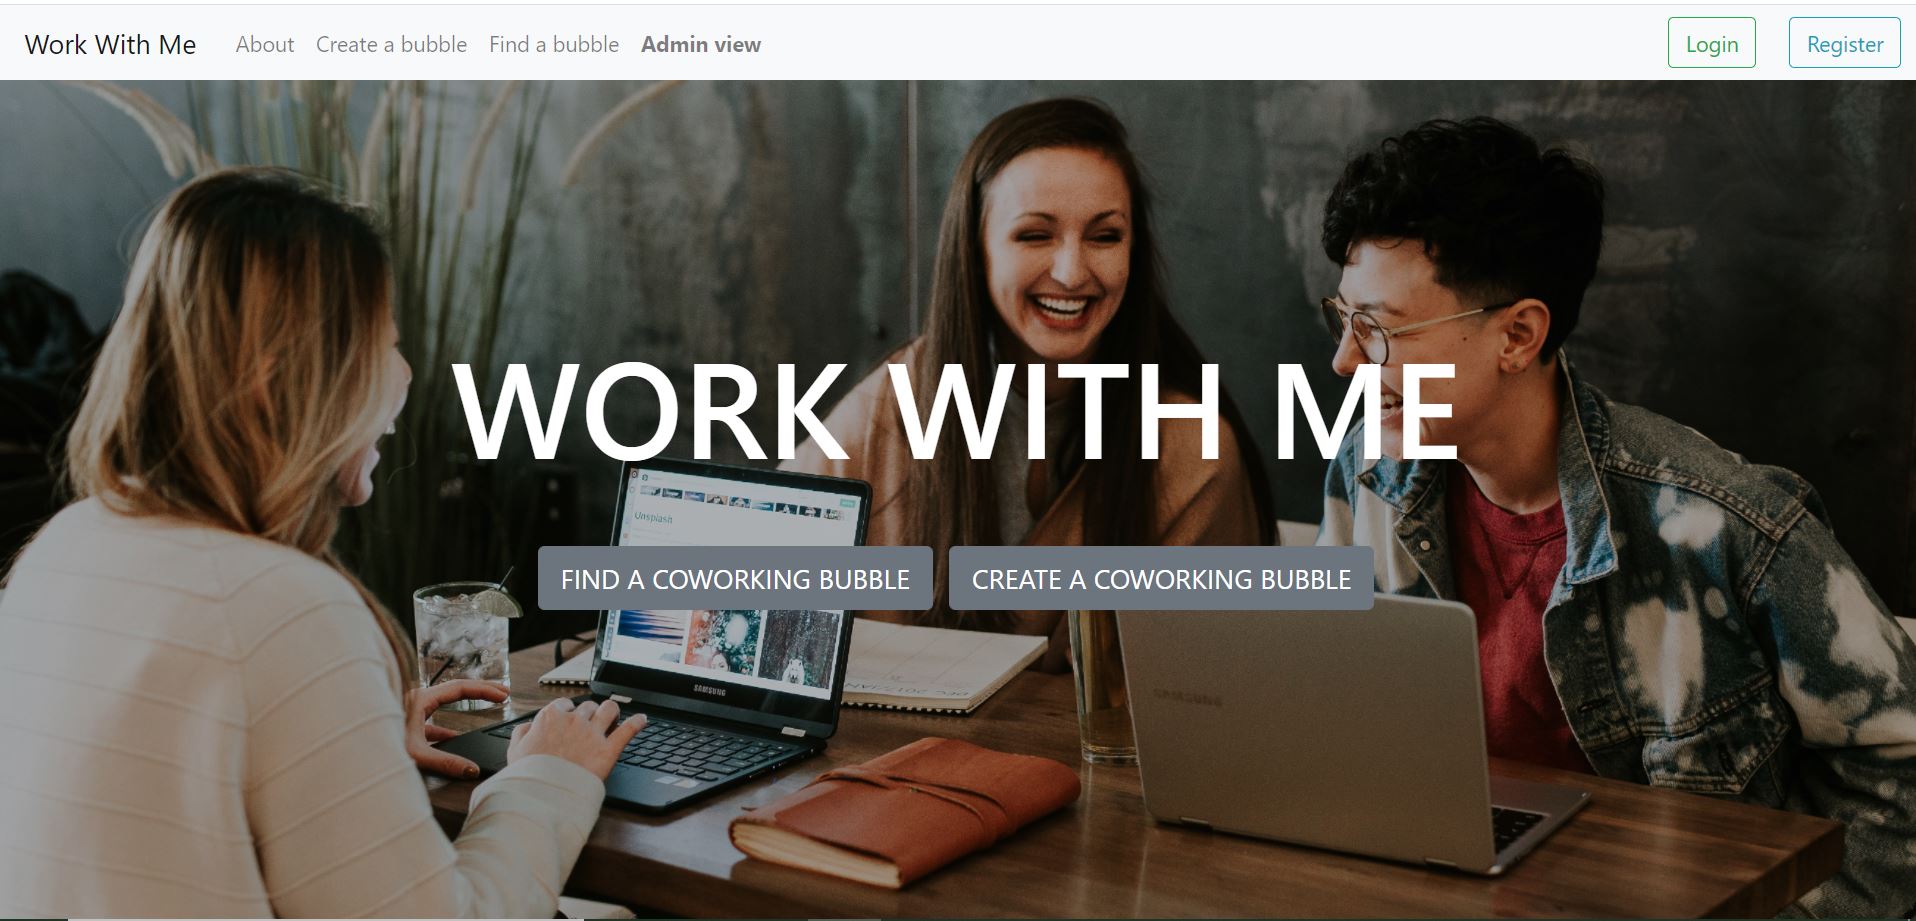 Work With Me About Create a bubble Find a bubble Admin view Login Register
WORK WITH ME
Unsplash
FIND A COWORKING BUBBLE CREATE A COWORKING BUBBLE
SAMSUNG
SAMSUNG